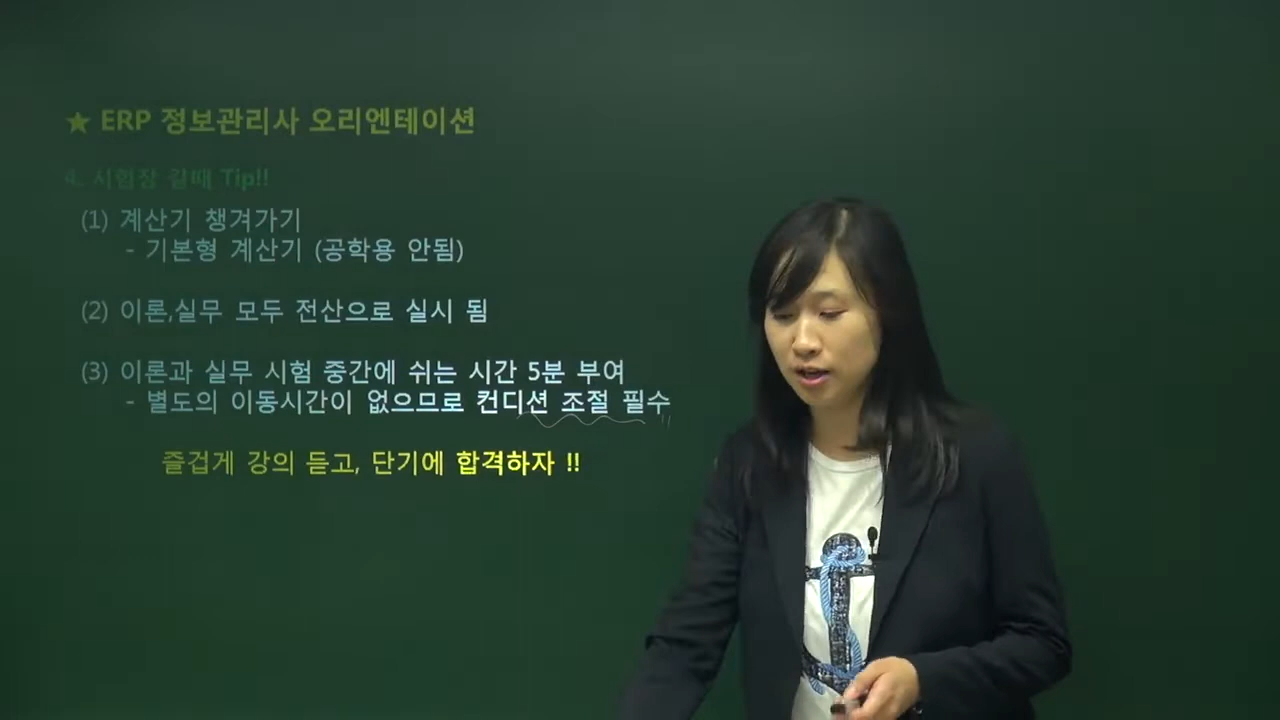 ★ ERP 정보관리사 오리엔테이션
4. 시험장 갈때 Tip!!
(1) 계산기 챙겨가기
- 기본형 계산기 (공학용 안됨)
(2) 이론,실무 모두 전산으로 실시 됨
(3) 이론과 실무 시험 중간에 쉬는 시간 5분 부여
- 별도의 이동시간이 없으므로 컨디션 조절 필수
즐겁게 강의 듣고, 단기에 합격하자 !!